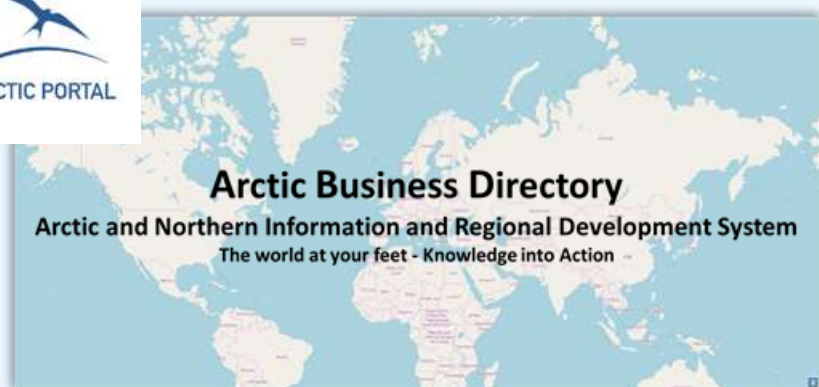 CTIC PORTAL
Arctic Business Directory
Arctic and Northern Information and Regional Development System
The world at your feet - Knowledge into Action